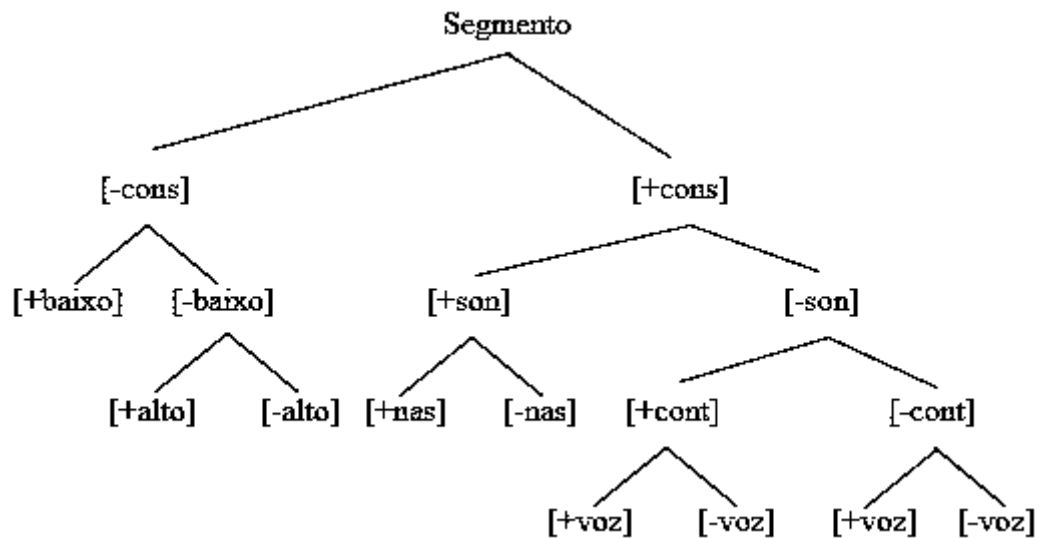 Segmento
[-cons] [+cons]
[+baixo] [-baixo] [+son] [-son]
[+alto] [-alto] [+nas] [-nas] [+cont] [-cont]
[+voz] [-voz] [+voz] [-voz]